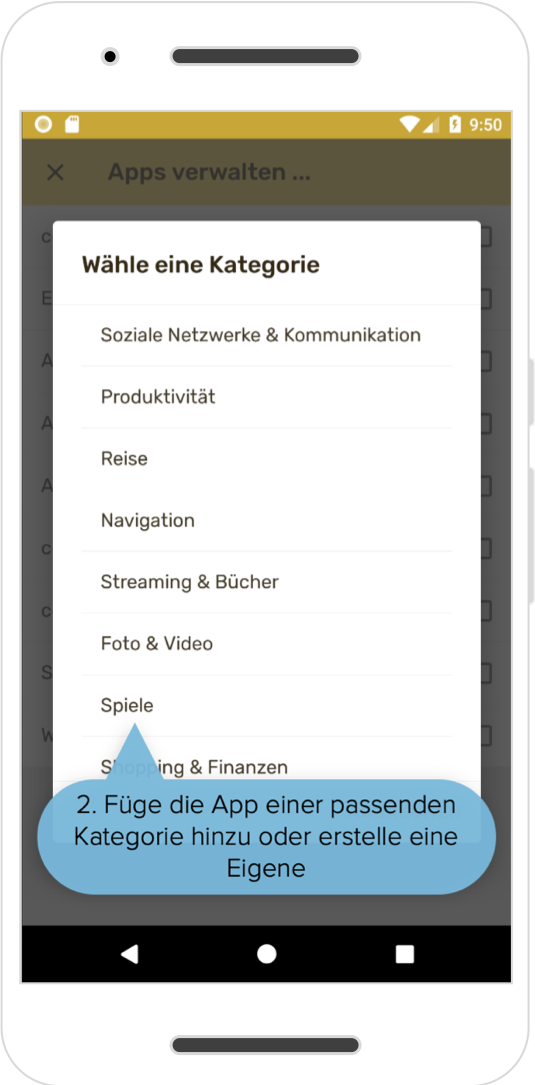 9:50
Apps verwalten ...
Wähle eine Kategorie
c
E
Soziale Netzwerke & Kommunikation
A
Produktivität
A
Reise
A
Navigation
c
Streaming & Bücher
c
Foto & Video
S
Spiele
W
Shopping & Finanzen
2. Füge die App einer passenden
Kategorie hinzu oder erstelle eine
Eigene